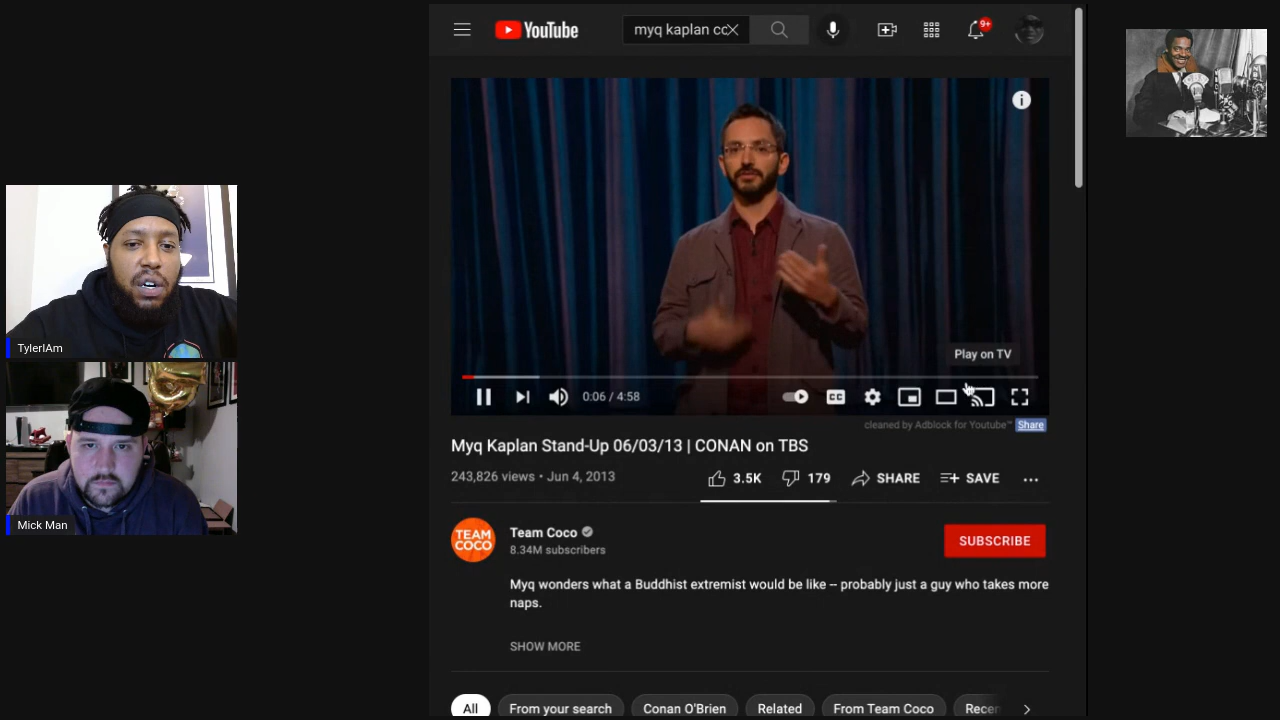 YouTube
myq kaplan cc
9+
Play on TV
0:06 / 4:58
CC
cleaned by Adblock for Youtube™ Share
Myq Kaplan Stand-Up 06/03/13 | CONAN on TBS
243,826 views • Jun 4, 2013
3.5K
179
SHARE
SAVE
TEAM
COCO
Team Coco
8.34M subscribers
SUBSCRIBE
Myq wonders what a Buddhist extremist would be like -- probably just a guy who takes more
naps.
SHOW MORE
All
From your search
Conan O'Brien
Related
From Team Coco
TylerIAm
Mick Man